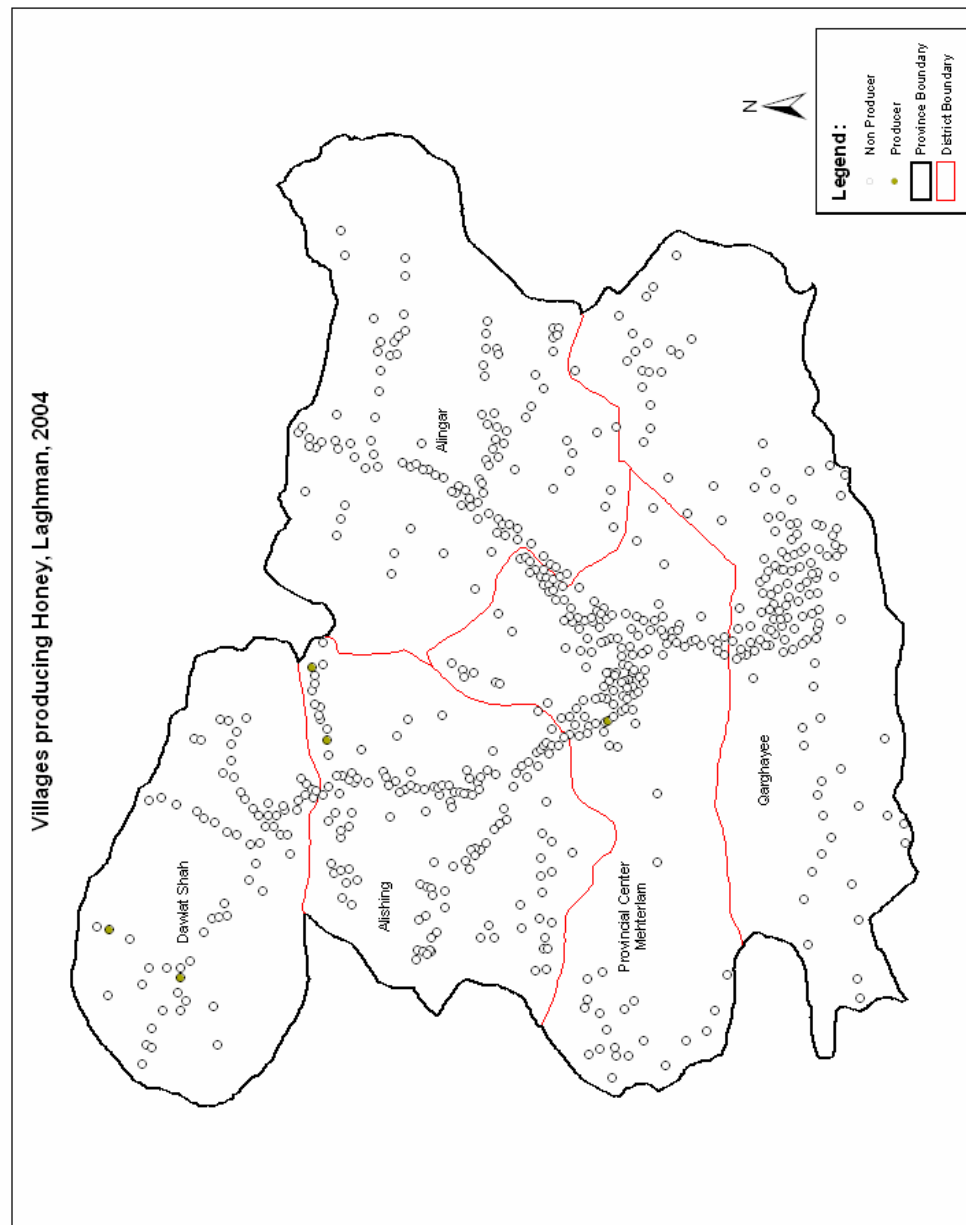 Villages producing Honey, Laghman, 2004
Dawlat Shah
Alishing
Alingar
Provincial Center
Mehterlam
Qarghayee
N
Legend :
Non Producer
Producer
Province Boundary
District Boundary